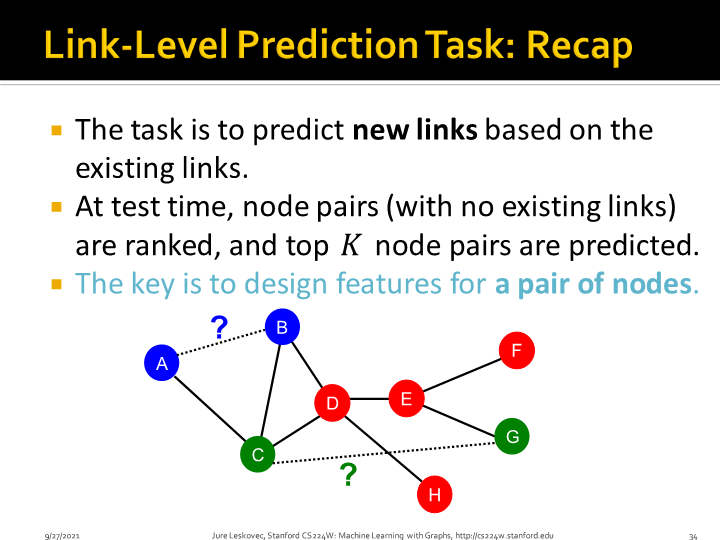 Link-Level Prediction Task: Recap
The task is to predict new links based on the
existing links.
At test time, node pairs (with no existing links)
are ranked, and top K node pairs are predicted.
The key is to design features for a pair of nodes.
?
B
A
F
D
E
G
C
?
H
9/27/2021
Jure Leskovec, Stanford CS224W: Machine Learning with Graphs, http://cs224w.stanford.edu
34